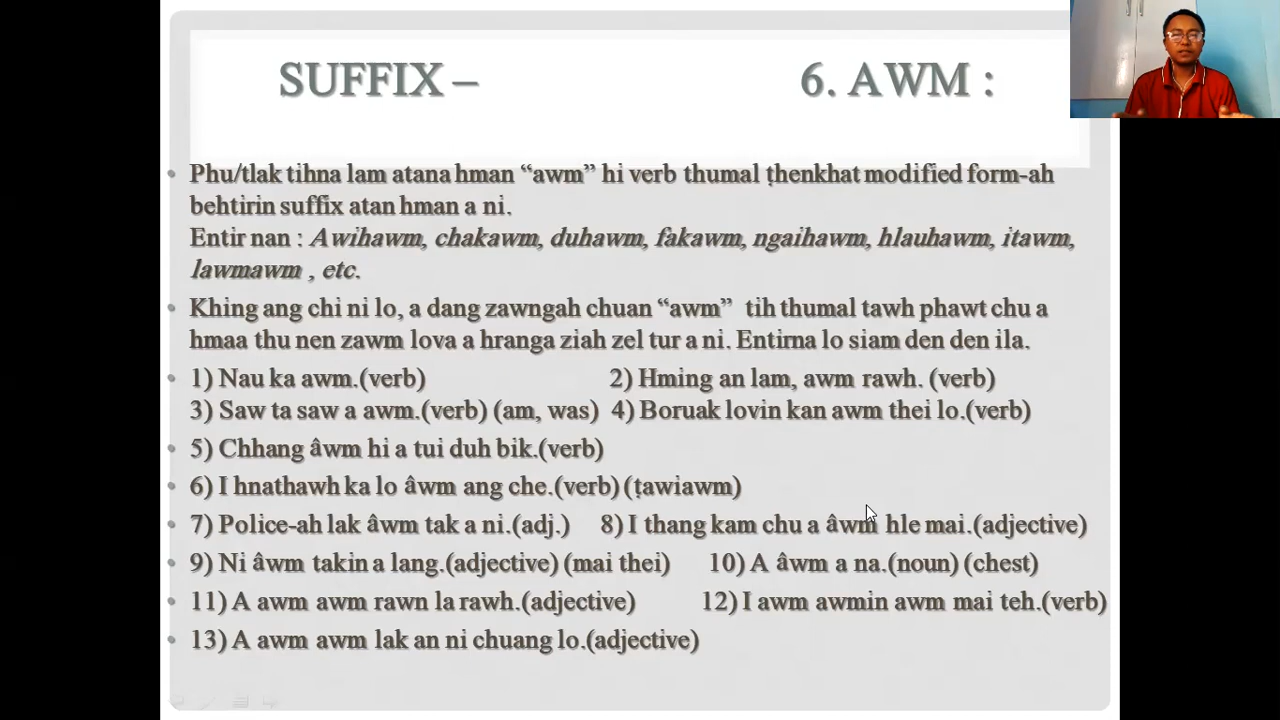 SUFFIX – 6. AWM :
Phu/tlak tihna lam atana hman “awm” hi verb thumal ṭhenkhat modified form-ah
behtirin suffix atan hman a ni.
Entir nan : Awihawm, chakawm, duhawm, fakawm, ngaihawm, hlauhawm, itawm,
lawmawm , etc.
Khing ang chi ni lo, a dang zawngah chuan “awm” tih thumal tawh phawt chu a
hmaa thu nen zawm lova a hranga ziah zel tur a ni. Entirna lo siam den den ila.
1) Nau ka awm.(verb) 2) Hming an lam, awm rawh. (verb)
3) Saw ta saw a awm.(verb) (am, was) 4) Boruak lovin kan awm thei lo.(verb)
5) Chhang âwm hi a tui duh bik.(verb)
6) I hnathawh ka lo âwm ang che.(verb) (ṭawiawm)
7) Police-ah lak âwm tak a ni.(adj.) 8) I thang kam chu a âwm hle mai.(adjective)
9) Ni âwm takin a lang.(adjective) (mai thei) 10) A âwm a na.(noun) (chest)
11) A awm awm rawn la rawh.(adjective) 12) I awm awmin awm mai teh.(verb)
13) A awm awm lak an ni chuang lo.(adjective)